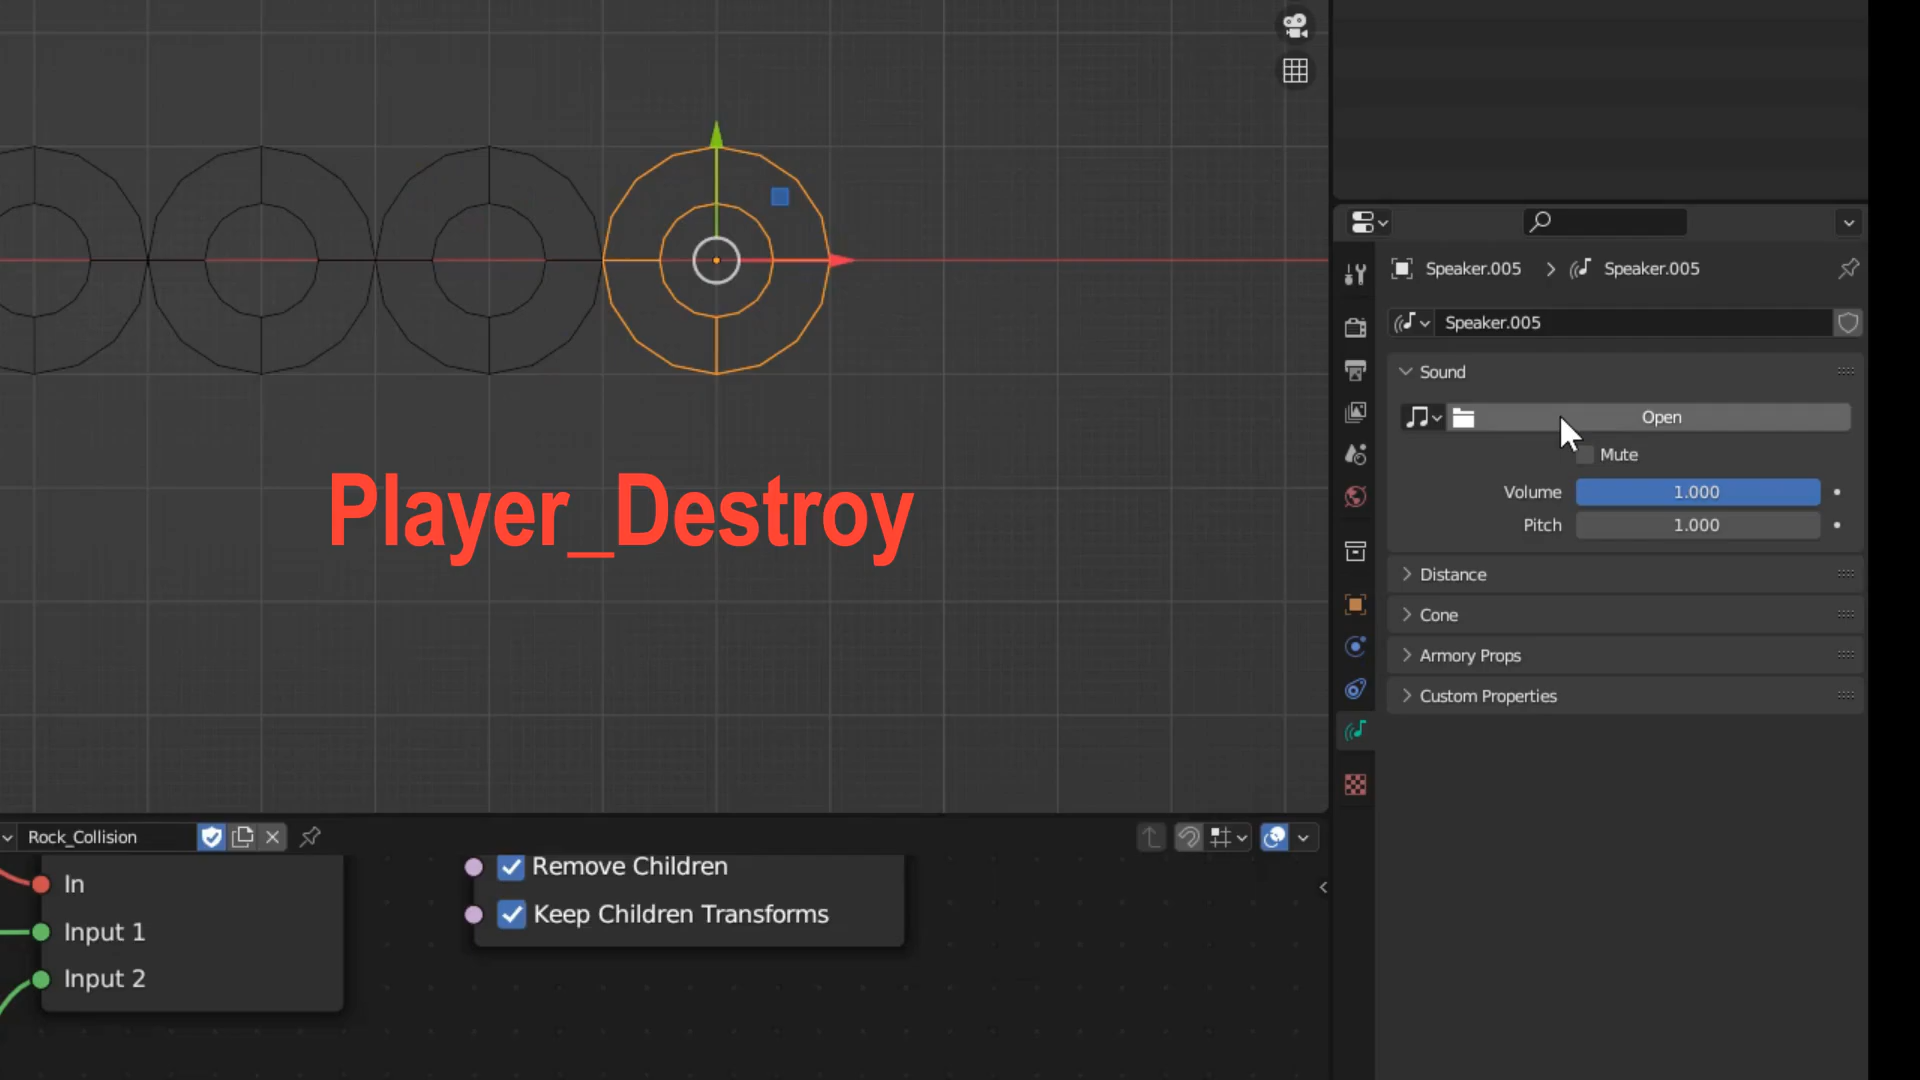 Player_Destroy
Speaker.005
Speaker.005
Speaker.005
Sound
Open
Mute
Volume
1.000
Pitch
1.000
Distance
Cone
Armory Props
Custom Properties
Rock_Collision
In
Input 1
Input 2
Remove Children
Keep Children Transforms